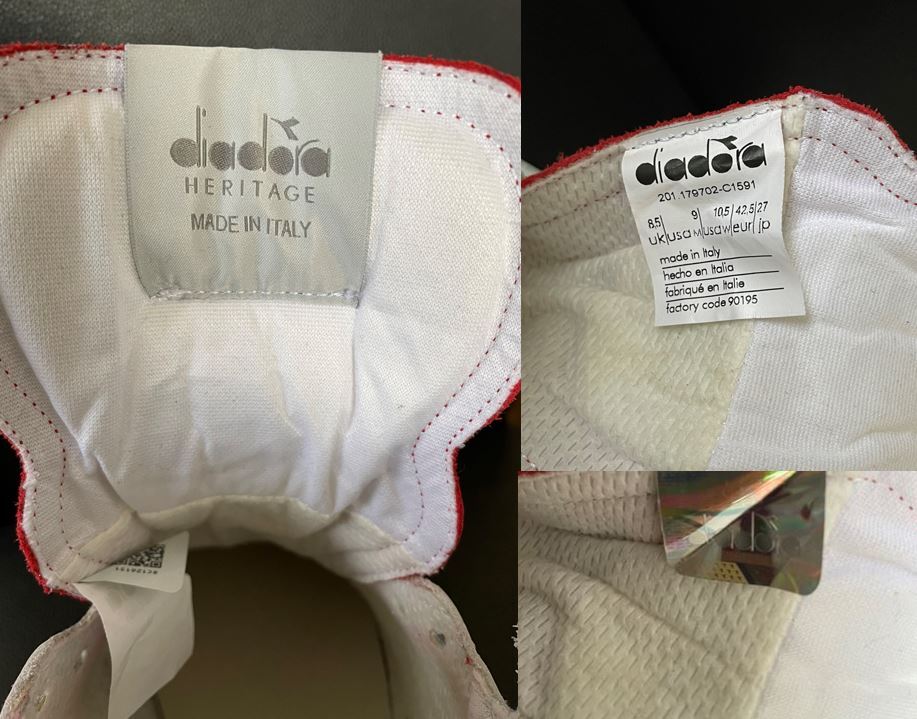 diadora
HERITAGE
MADE IN ITALY
diadora
201.179702-C1591
8.5 | 9 | 10.5 | 42.5 | 27
uk | usa M | usa w | eur | jp
made in Italy
hecho en Italia
fabriqué en Italie
factory code 90195